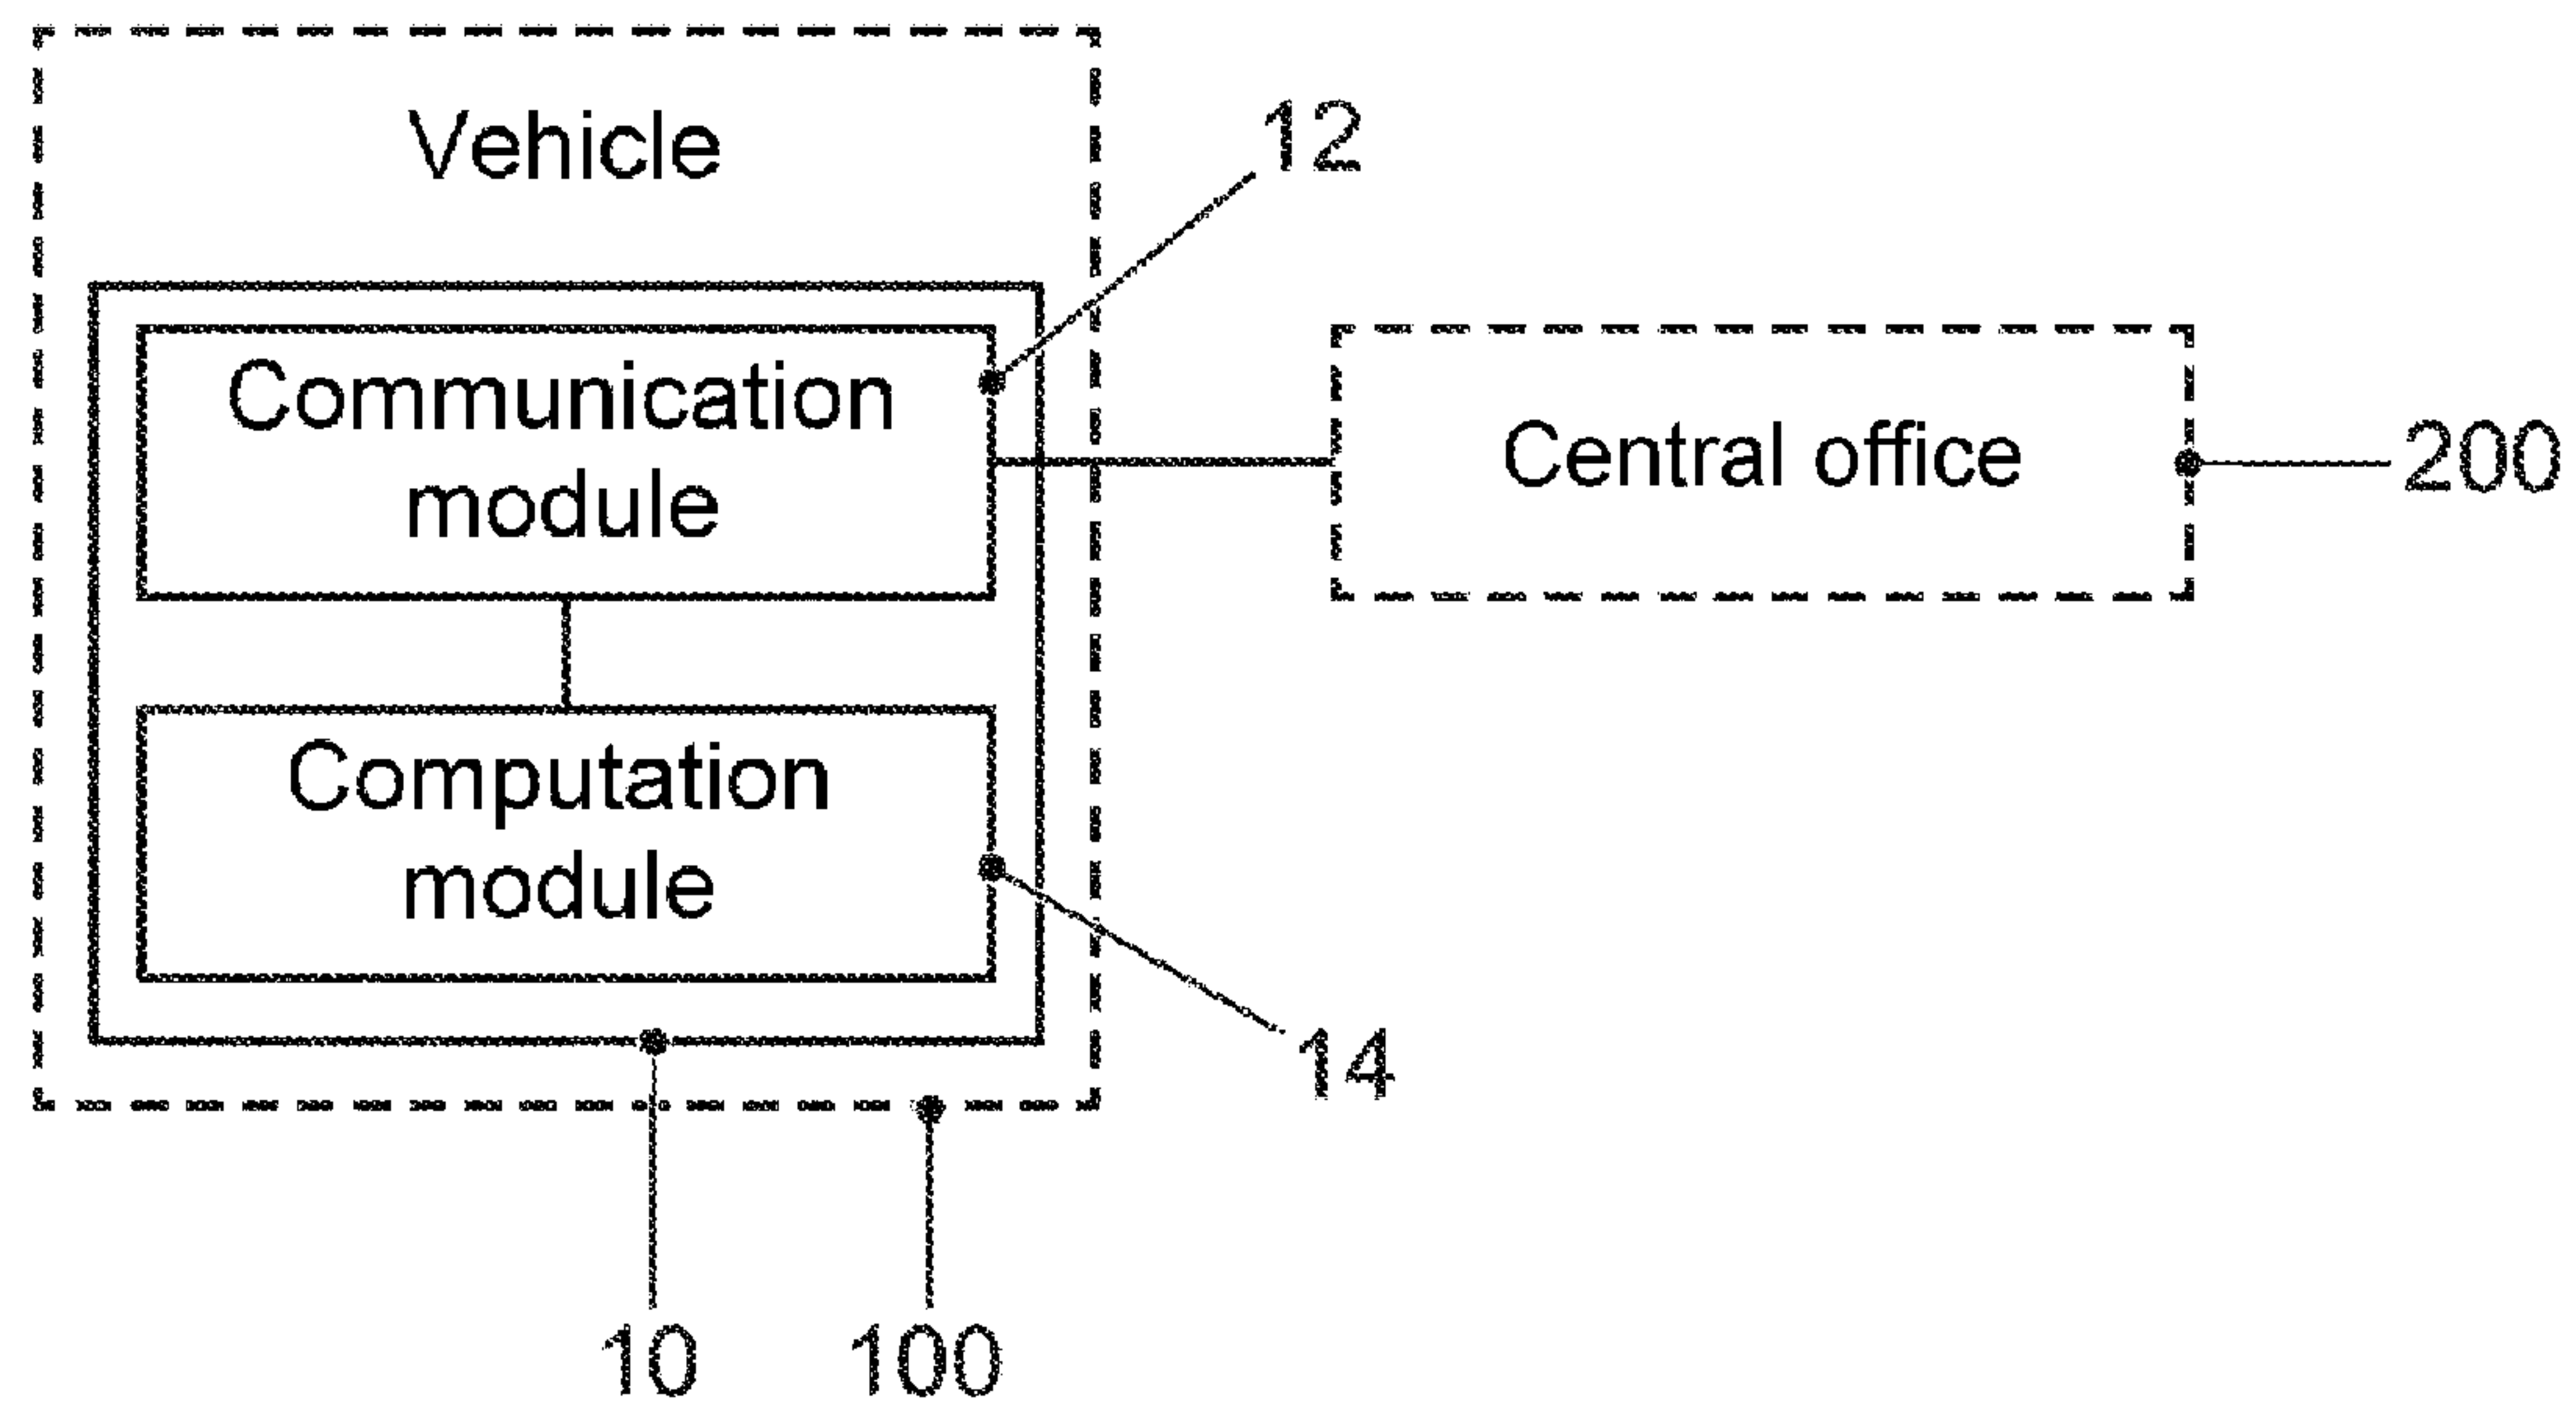 Vehicle
12
Communication
module
Central office
200
Computation
module
14
10
100